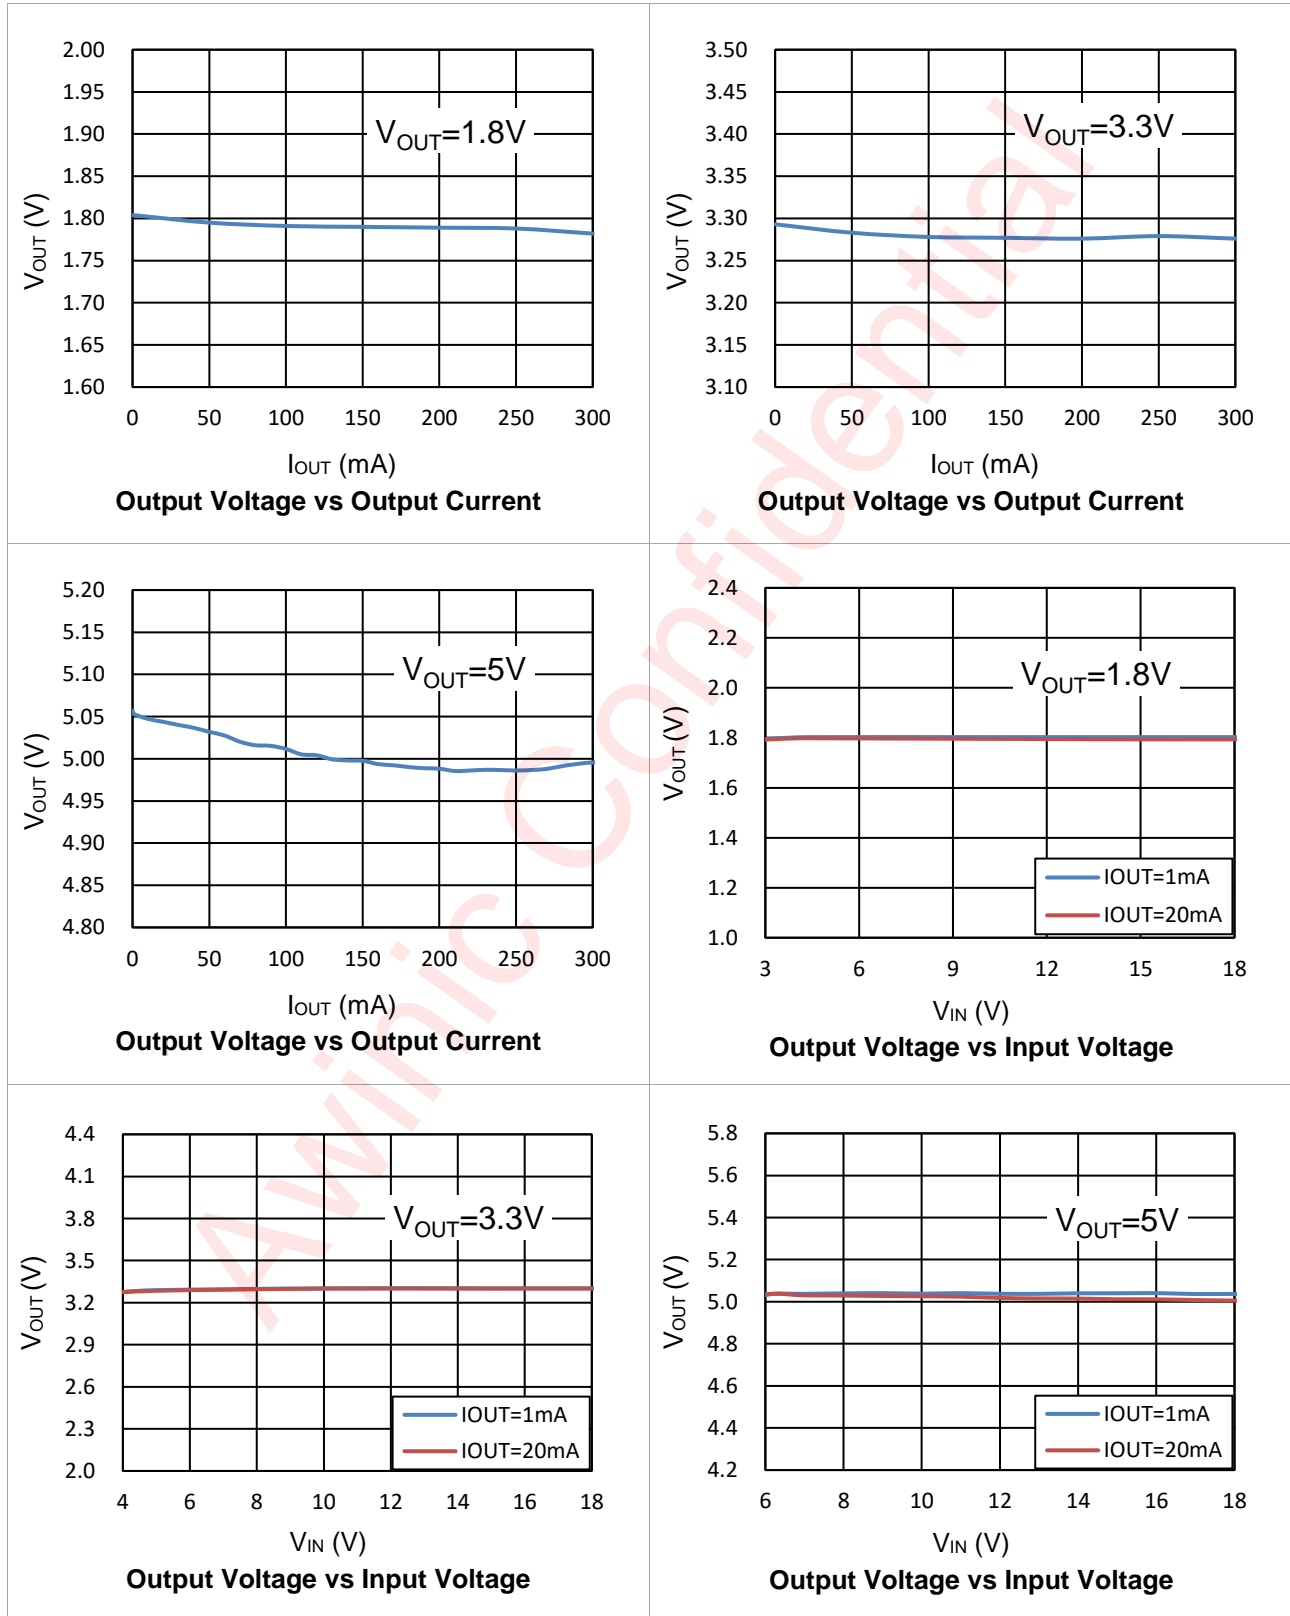 2.00
1.95
1.90
1.85
1.80
1.75
1.70
1.65
1.60
VOUT (V)
VOUT=1.8V
0 50 100 150 200 250 300
IOUT (mA)
Output Voltage vs Output Current
3.50
3.45
3.40
3.35
3.30
3.25
3.20
3.15
3.10
VOUT (V)
VOUT=3.3V
0 50 100 150 200 250 300
IOUT (mA)
Output Voltage vs Output Current
5.20
5.15
5.10
5.05
5.00
4.95
4.90
4.85
4.80
VOUT (V)
VOUT=5V
0 50 100 150 200 250 300
IOUT (mA)
Output Voltage vs Output Current
2.4
2.2
2.0
1.8
1.6
1.4
1.2
1.0
VOUT (V)
VOUT=1.8V
IOUT=1mA
IOUT=20mA
3 6 9 12 15 18
VIN (V)
Output Voltage vs Input Voltage
4.4
4.1
3.8
3.5
3.2
2.9
2.6
2.3
2.0
VOUT (V)
VOUT=3.3V
IOUT=1mA
IOUT=20mA
4 6 8 10 12 14 16 18
VIN (V)
Output Voltage vs Input Voltage
5.8
5.6
5.4
5.2
5.0
4.8
4.6
4.4
4.2
VOUT (V)
VOUT=5V
IOUT=1mA
IOUT=20mA
6 8 10 12 14 16 18
VIN (V)
Output Voltage vs Input Voltage
Awinic Confidential